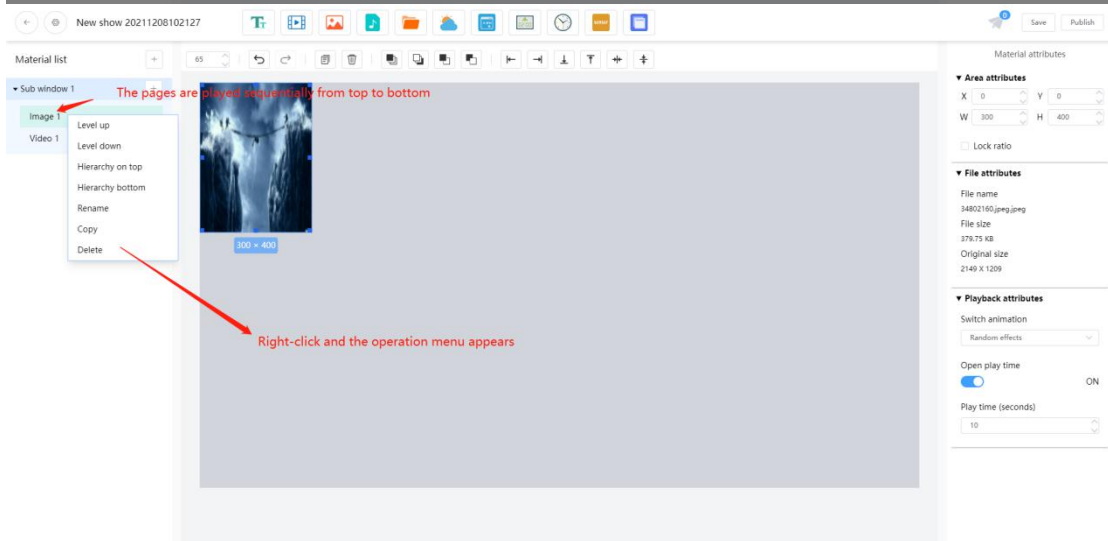 New show 20211208102127
Tт
0
Save
Publish
Material list
65
Material attributes
Sub window 1
The pages are played sequentially from top to bottom
Area attributes
X 0 Y 0
Image 1
W 300 H 400
Level up
Video 1
Level down
Lock ratio
Hierarchy on top
File attributes
Hierarchy bottom
File name
Rename
34802160.jpeg.jpeg
Copy
File size
Delete
300 × 400
379.75 KB
Original size
2149 X 1209
Playback attributes
Switch animation
Right-click and the operation menu appears
Random effects
Open play time
ON
Play time (seconds)
10